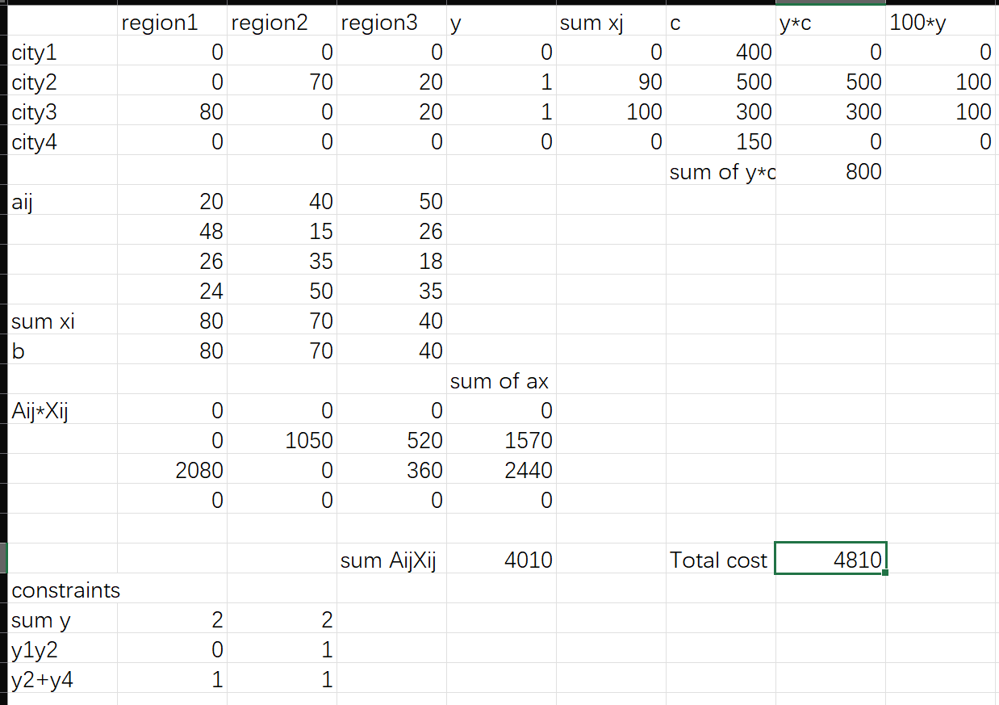 region1 region2 region3 y sum xj c y*c 100*y
city1 0 0 0 0 0 400 0 0
city2 0 70 20 1 90 500 500 100
city3 80 0 20 1 100 300 300 100
city4 0 0 0 0 0 150 0 0
sum of y*c 800
aij 20 40 50
48 15 26
26 35 18
24 50 35
sum xi 80 70 40
b 80 70 40
sum of ax
Aij*Xij 0 0 0 0
0 1050 520 1570
2080 0 360 2440
0 0 0 0
sum AijXij 4010 Total cost 4810
constraints
sum y 2 2
y1y2 0 1
y2+y4 1 1